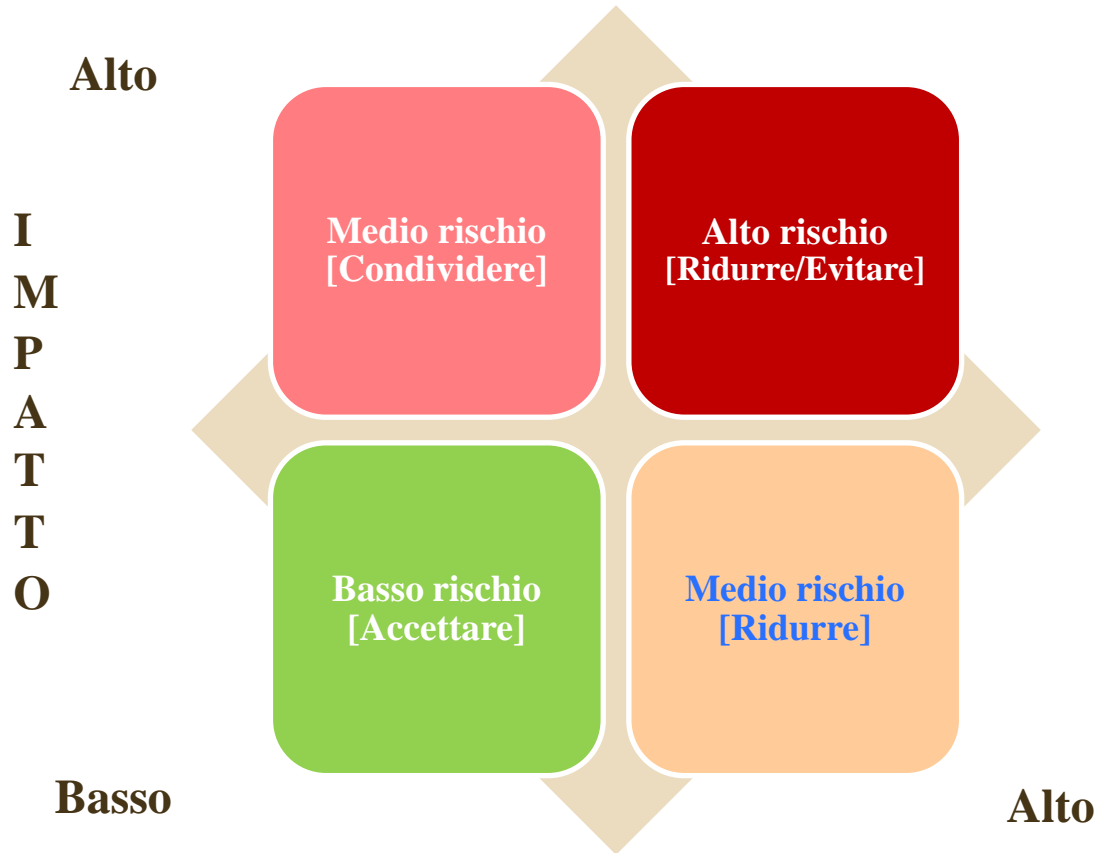 Alto
I
M
P
A
T
T
O
Medio rischio
[Condividere]
Alto rischio
[Ridurre/Evitare]
Basso rischio
[Accettare]
Medio rischio
[Ridurre]
Basso
Alto